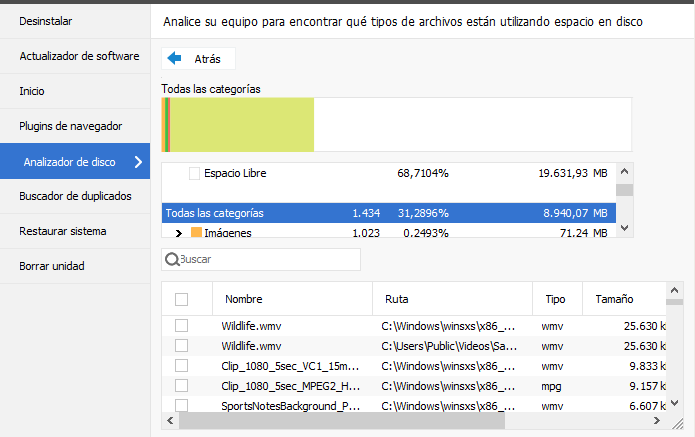 Desinstalar
Actualizador de software
Inicio
Plugins de navegador
Analizador de disco
Buscador de duplicados
Restaurar sistema
Borrar unidad
Analice su equipo para encontrar qué tipos de archivos están utilizando espacio en disco
Atrás
Todas las categorías
Espacio Libre 68,7104% 19.631,93 MB
Todas las categorías 1.434 31,2896% 8.940,07 MB
Imágenes 1.023 0,2493% 71,24 MB
Buscar
Nombre Ruta Tipo Tamaño
Wildlife.wmv C:\Windows\winsxs\x86_... wmv 25.630 k
Wildlife.wmv C:\Users\Public\Videos\Sa... wmv 25.630 k
Clip_1080_5sec_VC1_15m... C:\Windows\winsxs\x86_... wmv 9.833 k
Clip_1080_5sec_MPEG2_H... C:\Windows\winsxs\x86_... mpg 9.157 k
SportsNotesBackground_P... C:\Windows\winsxs\x86_... wmv 6.607 k